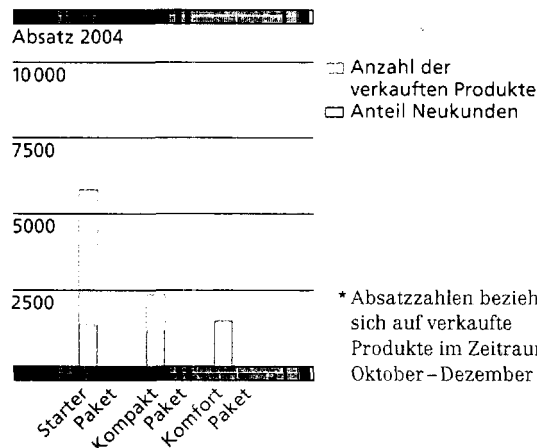 Absatz 2004
10 000
7500
5000
2500
Starter
Paket
Kompakt
Paket
Komfort
Paket
Anzahl der
verkauften Produkte
Anteil Neukunden
* Absatzzahlen bezieh
sich auf verkaufte
Produkte im Zeitrau
Oktober–Dezember